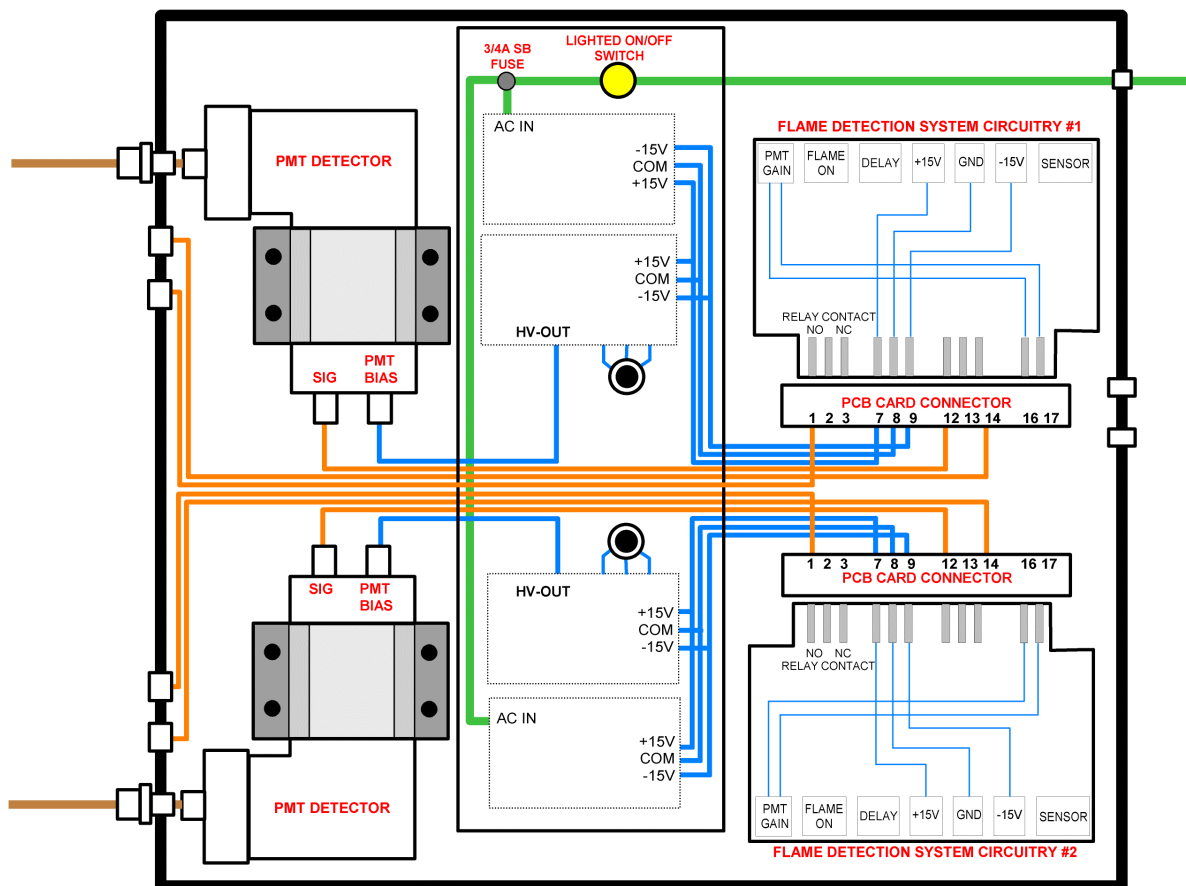 3/4A SB
FUSE
LIGHTED ON/OFF
SWITCH
AC IN
-15V
COM
+15V
PMT DETECTOR
FLAME DETECTION SYSTEM CIRCUITRY #1
PMT
GAIN
FLAME
ON
DELAY
+15V
GND
-15V
SENSOR
+15V
COM
-15V
HV-OUT
RELAY CONTACT
NO NC
SIG
PMT
BIAS
PCB CARD CONNECTOR
1 2 3 7 8 9 12 13 14 16 17
SIG
PMT
BIAS
HV-OUT
+15V
COM
-15V
1 2 3 7 8 9 12 13 14 16 17
PCB CARD CONNECTOR
NO NC
RELAY CONTACT
AC IN
+15V
COM
-15V
PMT DETECTOR
PMT
GAIN
FLAME
ON
DELAY
+15V
GND
-15V
SENSOR
FLAME DETECTION SYSTEM CIRCUITRY #2